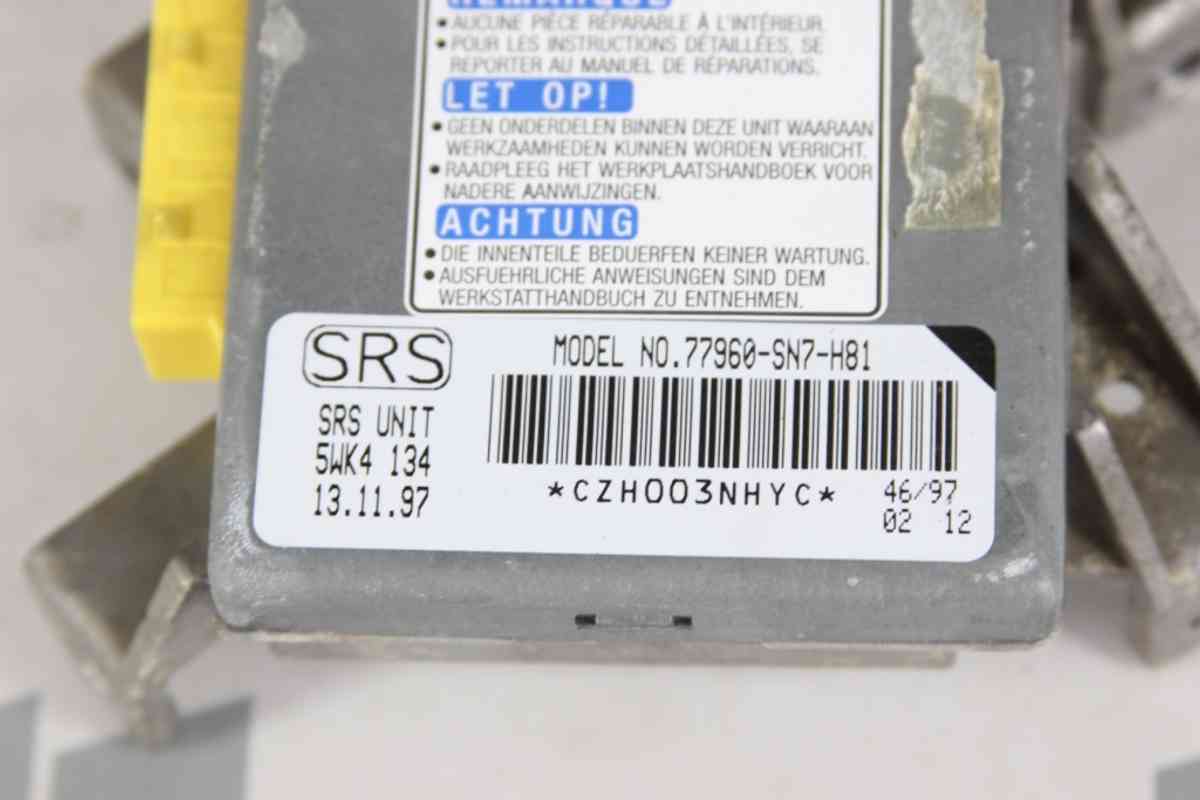 REMARQUE
• AUCUNE PIÈCE RÉPARABLE À L'INTÉRIEUR.
• POUR LES INSTRUCTIONS DÉTAILLÉES, SE
REPORTER AU MANUEL DE RÉPARATIONS.
LET OP!
• GEEN ONDERDELEN BINNEN DEZE UNIT WAARAAN
WERKZAAMHEDEN KUNNEN WORDEN VERRICHT.
• RAADPLEEG HET WERKPLAATSHANDBOEK VOOR
NADERE AANWIJZINGEN.
ACHTUNG
• DIE INNENTEILE BEDUERFEN KEINER WARTUNG.
• AUSFUEHRLICHE ANWEISUNGEN SIND DEM
WERKSTATTHANDBUCH ZU ENTNEHMEN.
SRS
MODEL NO.77960-SN7-H81
SRS UNIT
5WK4 134
13.11.97
*CZH003NHYC*
46/97
02 12